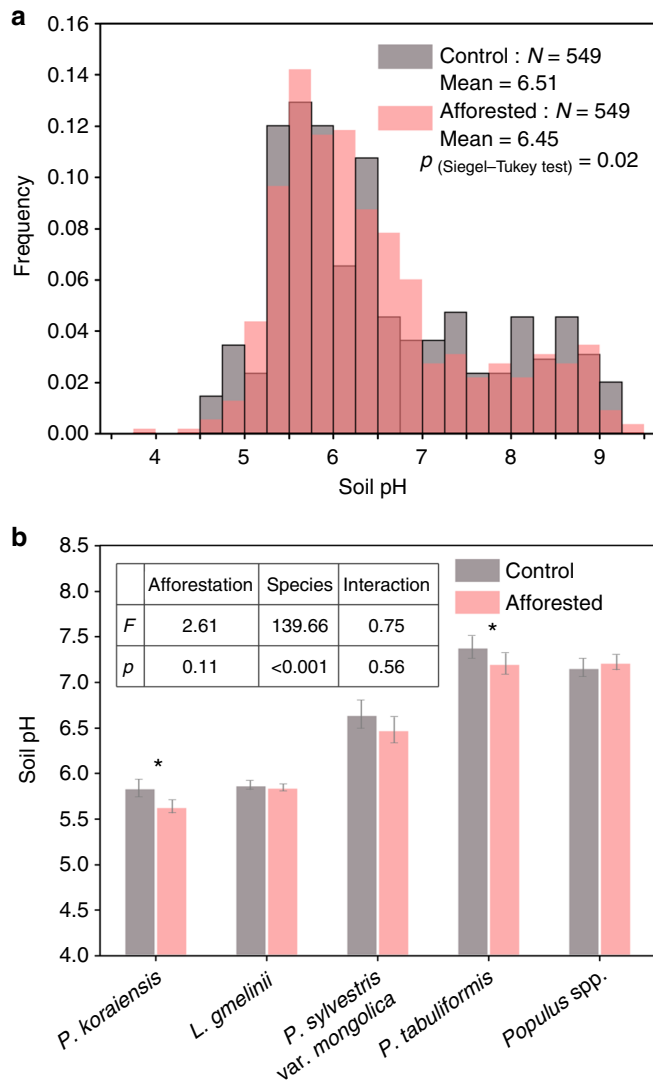 a
0.16
0.14
0.12
0.10
0.08
0.06
0.04
0.02
0.00
Frequency
Control : N = 549
Mean = 6.51
Afforested : N = 549
Mean = 6.45
p (Siegel–Tukey test) = 0.02
4 5 6 7 8 9
Soil pH
b
8.5
8.0
7.5
7.0
6.5
6.0
5.5
5.0
4.5
4.0
Soil pH
Afforestation Species Interaction
F 2.61 139.66 0.75
p 0.11 <0.001 0.56
Control
Afforested
*
*
P. koraiensis
L. gmelinii
P. sylvestris
var. mongolica
P. tabuliformis
Populus spp.